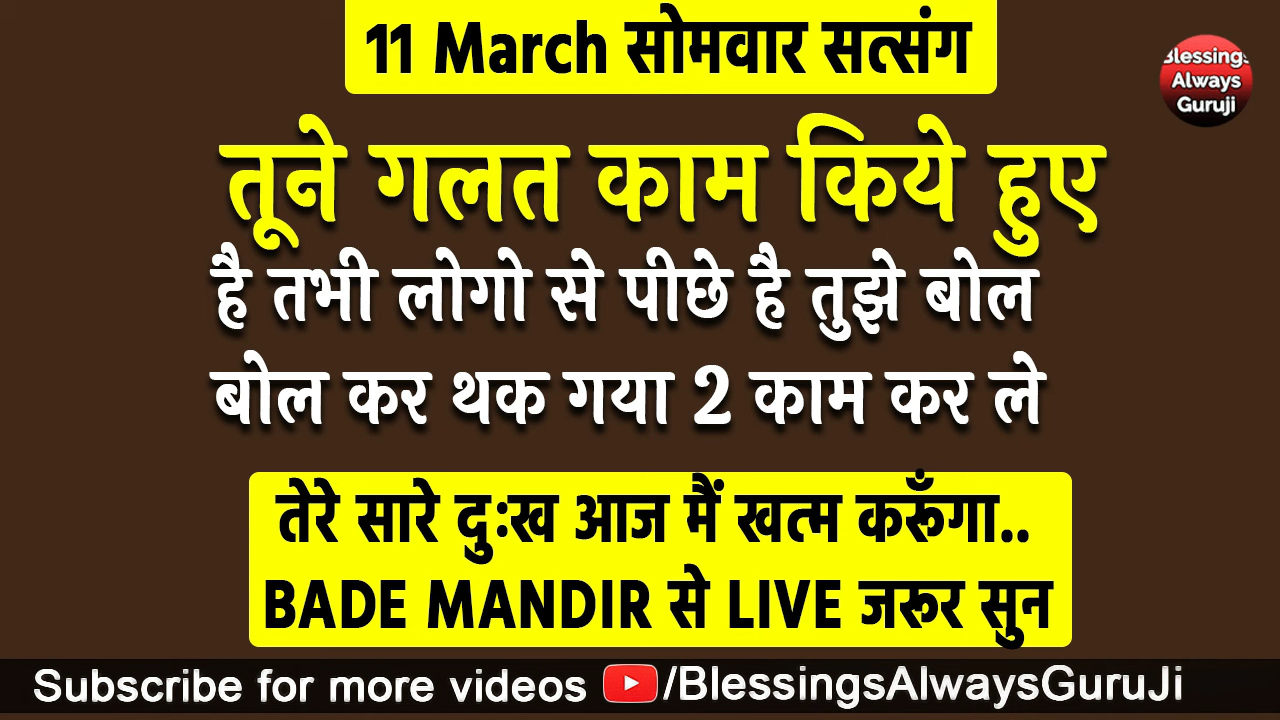 11 March सोमवार सत्संग
Blessings
Always
Guruji
तूने गलत काम किये हुए
है तभी लोगो से पीछे है तुझे बोल
बोल कर थक गया 2 काम कर ले
तेरे सारे दुःख आज मैं खत्म करूँगा..
BADE MANDIR से LIVE जरूर सुन
Subscribe for more videos /BlessingsAlwaysGuruJi